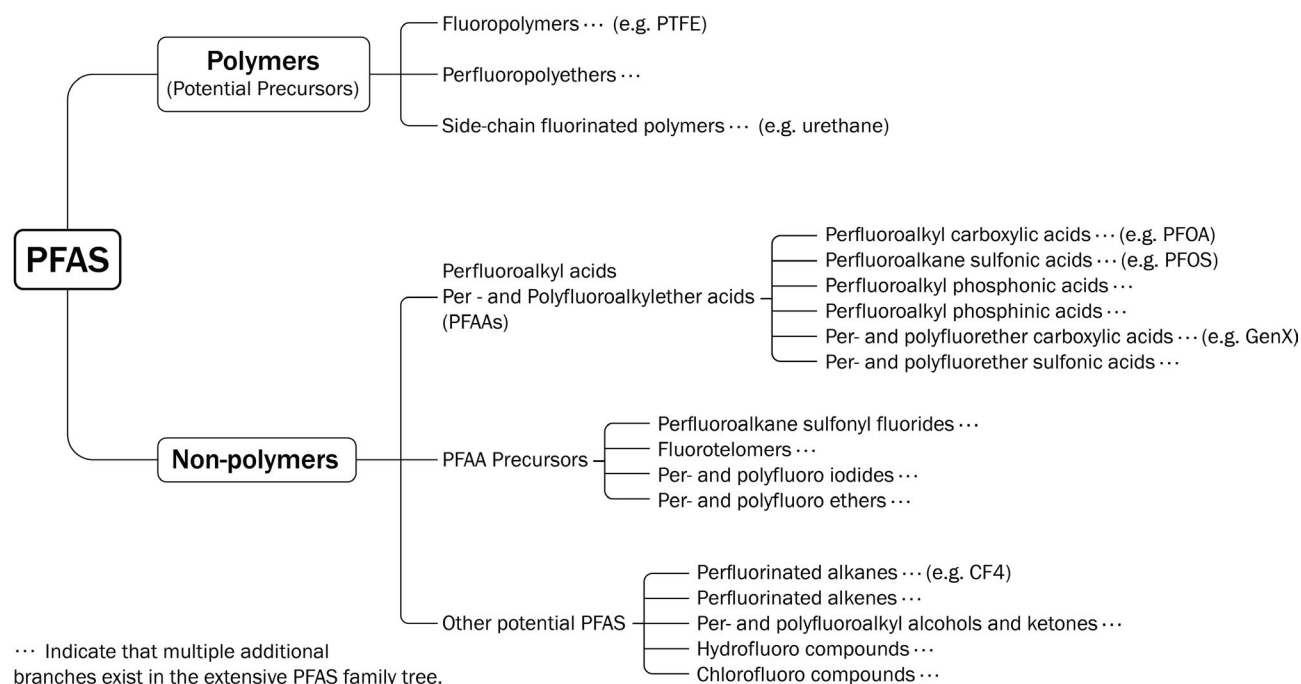 PFAS
Polymers
(Potential Precursors)
Fluoropolymers ··· (e.g. PTFE)
Perfluoropolyethers ···
Side-chain fluorinated polymers ··· (e.g. urethane)
Non-polymers
Perfluoroalkyl acids
Per - and Polyfluoroalkylether acids
(PFAAs)
Perfluoroalkyl carboxylic acids ··· (e.g. PFOA)
Perfluoroalkane sulfonic acids ··· (e.g. PFOS)
Perfluoroalkyl phosphonic acids ···
Perfluoroalkyl phosphinic acids ···
Per- and polyflurether carboxylic acids ··· (e.g. GenX)
Per- and polyflurether sulfonic acids ···
PFAA Precursors
Perfluoroalkane sulfonyl fluorides ···
Fluorotelomers ···
Per- and polyfluoro iodides ···
Per- and polyfluoro ethers ···
Other potential PFAS
Perfluorinated alkanes ··· (e.g. CF4)
Perfluorinated alkenes ···
Per- and polyfluoroalkyl alcohols and ketones ···
Hydrofluoro compounds ···
Chlorofluoro compounds ···
··· Indicate that multiple additional
branches exist in the extensive PFAS family tree.